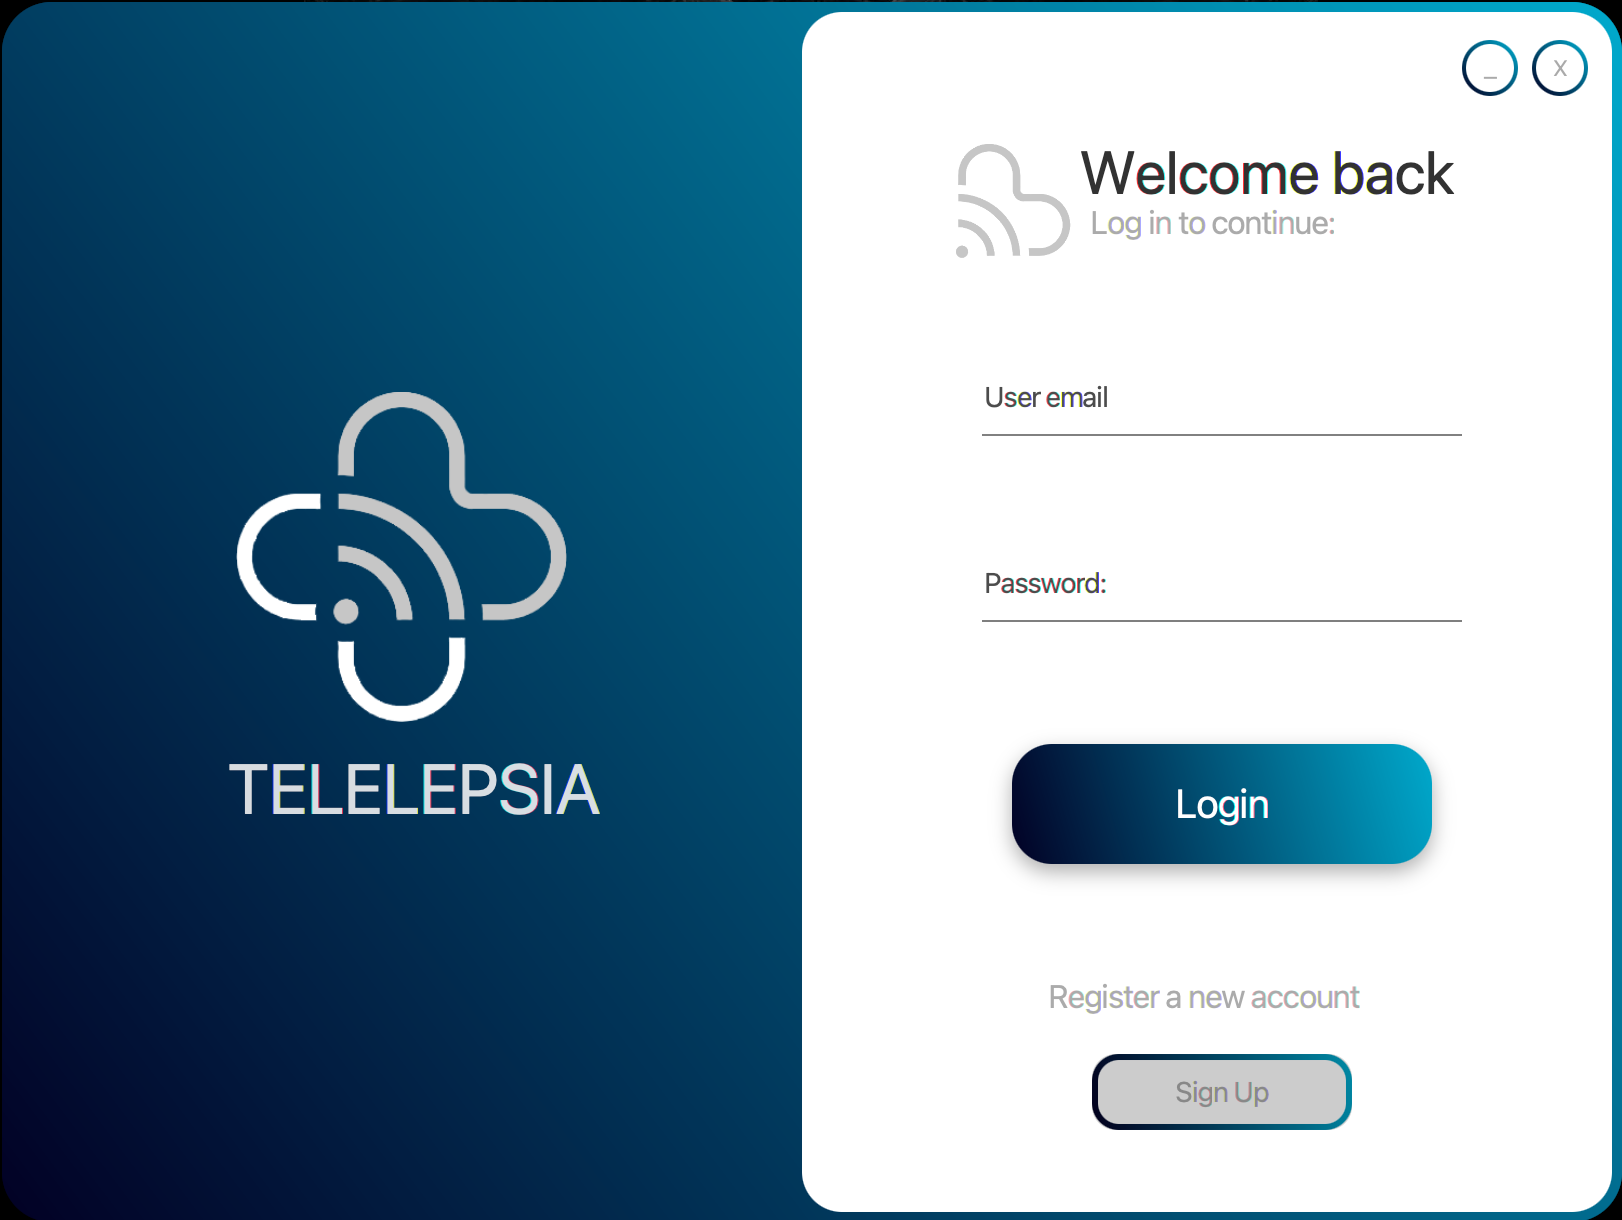 _ X
Welcome back
Log in to continue:
User email
Password:
TELELEPSIA
Login
Register a new account
Sign Up